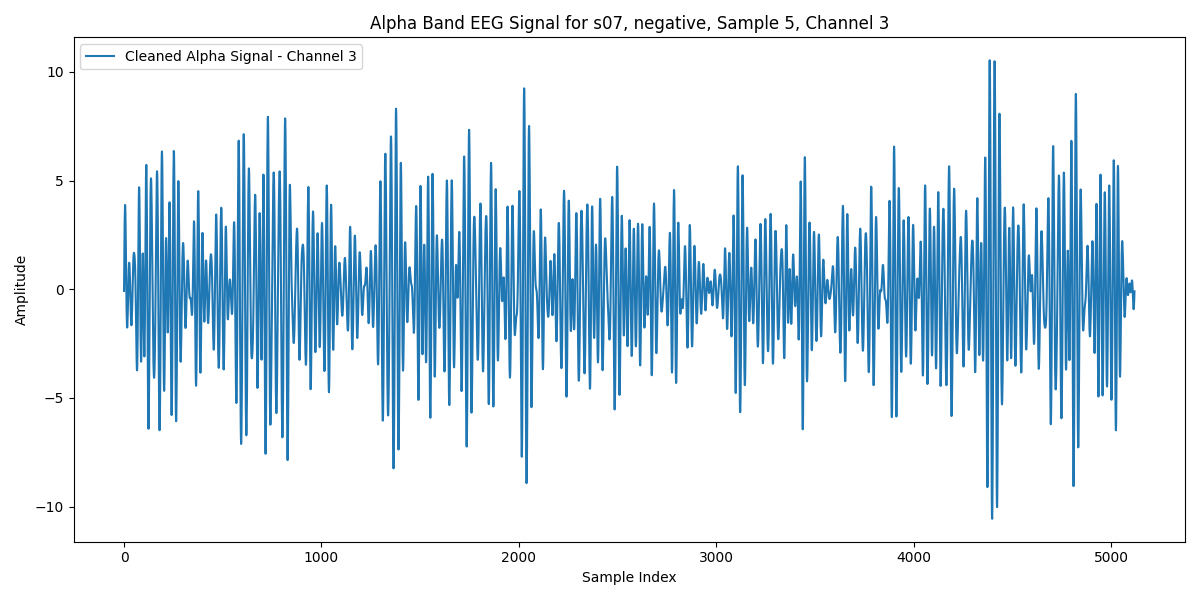 Alpha Band EEG Signal for s07, negative, Sample 5, Channel 3
Cleaned Alpha Signal - Channel 3
Amplitude
10
5
0
−5
−10
0 1000 2000 3000 4000 5000
Sample Index